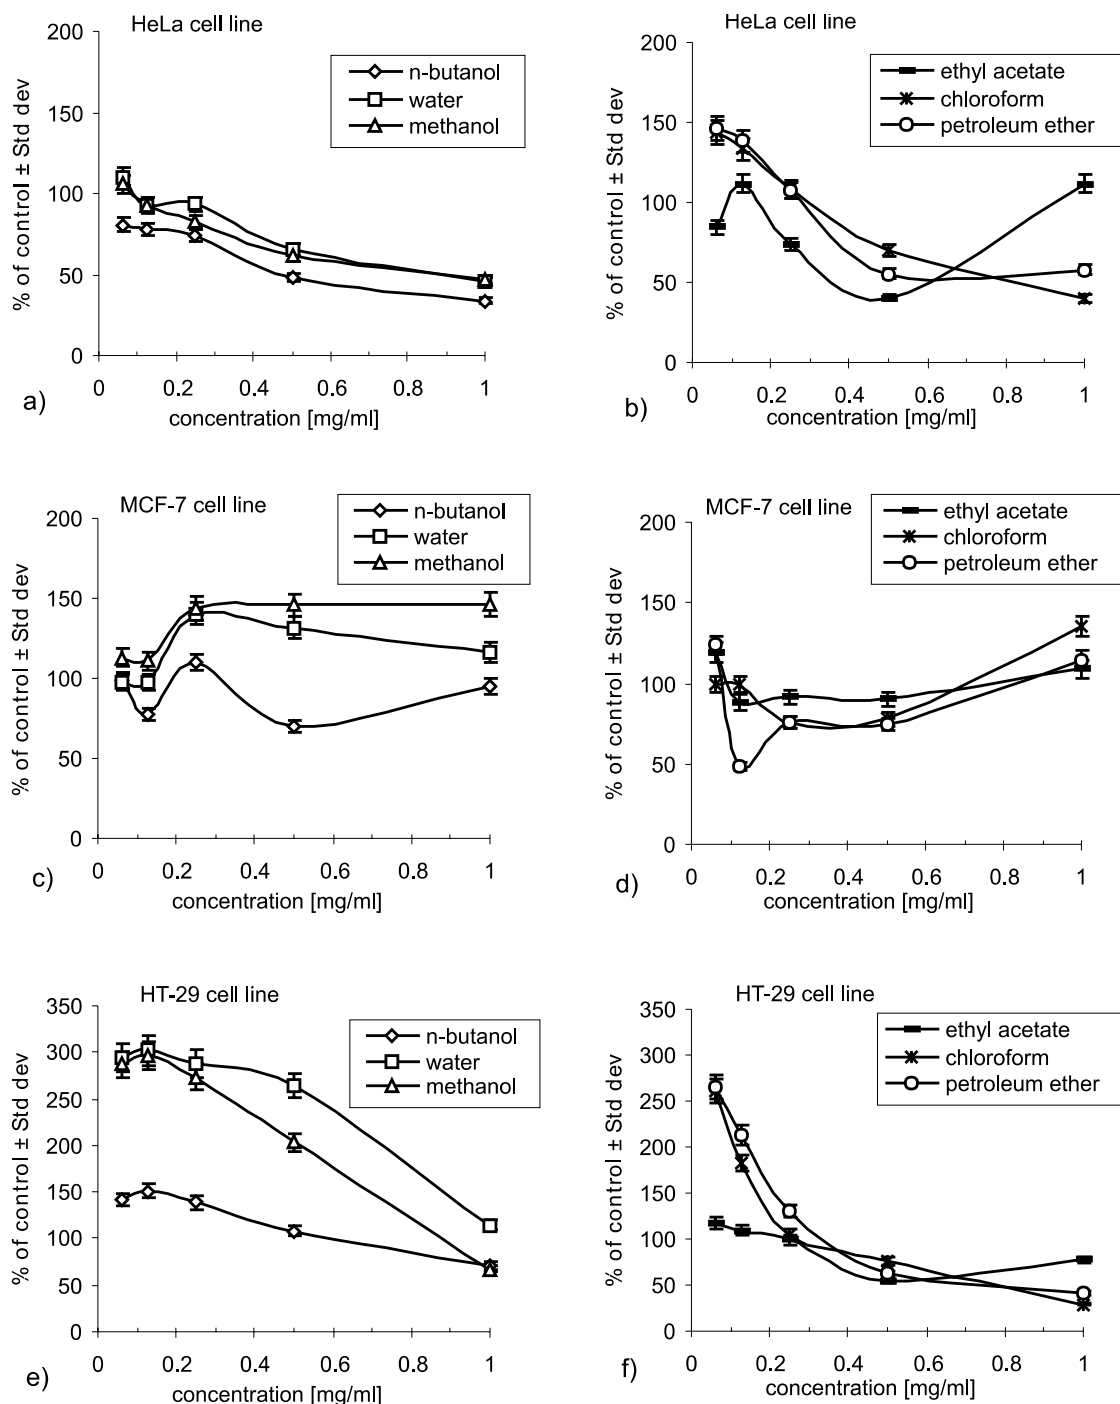 HeLa cell line
200
150
100
50
0
% of control ± Std dev
n-butanol
water
methanol
0 0.2 0.4 0.6 0.8 1
concentration [mg/ml]
a)
HeLa cell line
200
150
100
50
0
% of control ± Std dev
ethyl acetate
chloroform
petroleum ether
0 0.2 0.4 0.6 0.8 1
concentration [mg/ml]
b)
MCF-7 cell line
200
150
100
50
0
% of control ± Std dev
n-butanol
water
methanol
0 0.2 0.4 0.6 0.8 1
concentration [mg/ml]
c)
MCF-7 cell line
200
150
100
50
0
% of control ± Std dev
ethyl acetate
chloroform
petroleum ether
0 0.2 0.4 0.6 0.8 1
concentration [mg/ml]
d)
HT-29 cell line
350
300
250
200
150
100
50
0
% of control ± Std dev
n-butanol
water
methanol
0 0.2 0.4 0.6 0.8 1
concentration [mg/ml]
e)
HT-29 cell line
350
300
250
200
150
100
50
0
% of control ± Std dev
ethyl acetate
chloroform
petroleum ether
0 0.2 0.4 0.6 0.8 1
concentration [mg/ml]
f)